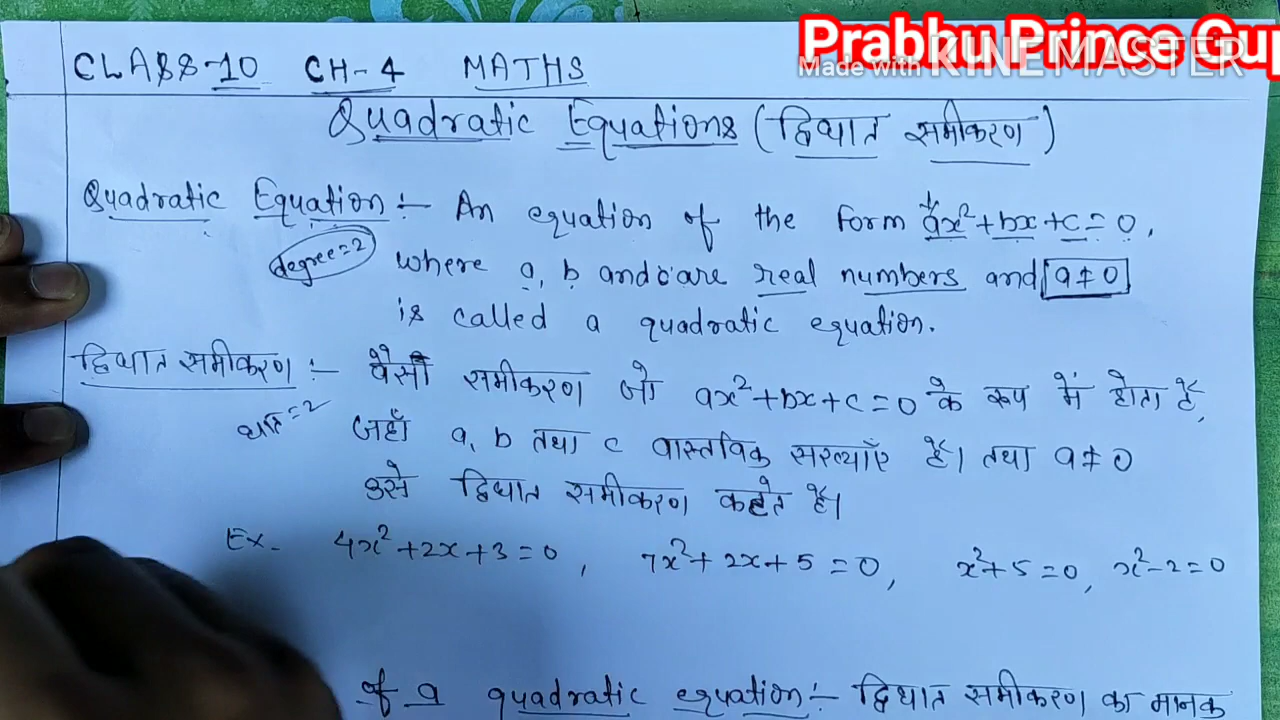 Prabhu Prince Gup
Made with KINEMASTER
CLASS-10 CH-4 MATHS
Quadratic Equations (द्विघात समीकरण)
Quadratic Equation :- An equation of the form ax²+bx+c=0,
degree=2
where a, b and c are real numbers and a≠0
is called a quadratic equation.
द्विघात समीकरण :- वैसी समीकरण जो ax²+bx+c=0 के रूप में होता है,
घात=2
जहाँ a, b तथा c वास्तविक संख्याएँ हैं। तथा a≠0
उसे द्विघात समीकरण कहते हैं।
Ex- 4x²+2x+3=0, 7x²+2x+5=0, x²+5=0, x²-2=0
of a quadratic equation :- द्विघात समीकरण का मानक